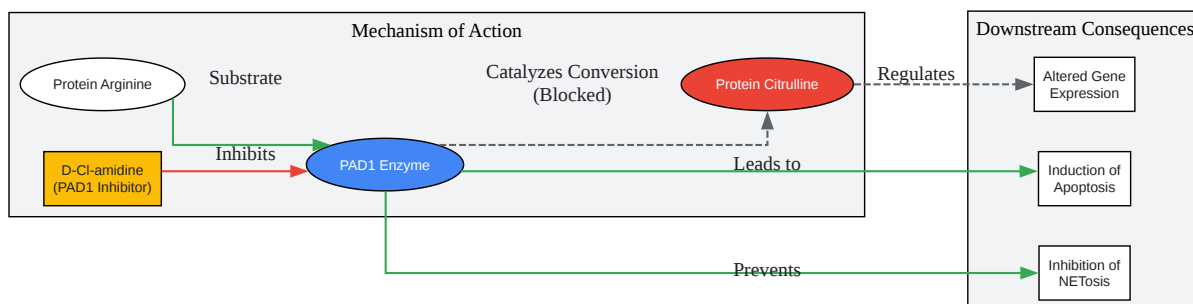 Mechanism of Action
Downstream Consequences
Protein Arginine
Substrate
Catalyzes Conversion
(Blocked)
Protein Citrulline
Regulates
Altered Gene
Expression
D-Cl-amidine
(PAD1 Inhibitor)
Inhibits
PAD1 Enzyme
Leads to
Induction of
Apoptosis
Prevents
Inhibition of
NETosis